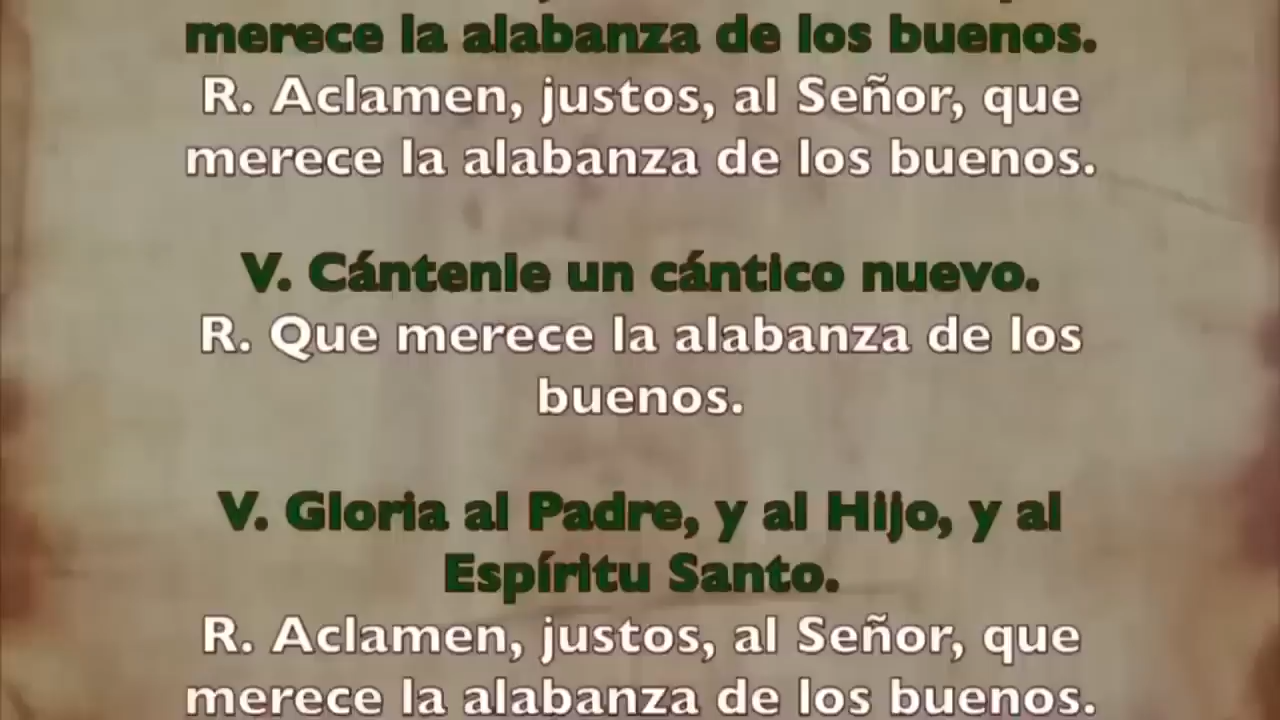 merece la alabanza de los buenos.
R. Aclamen, justos, al Señor, que
merece la alabanza de los buenos.
V. Cántenle un cántico nuevo.
R. Que merece la alabanza de los
buenos.
V. Gloria al Padre, y al Hijo, y al
Espíritu Santo.
R. Aclamen, justos, al Señor, que
merece la alabanza de los buenos.